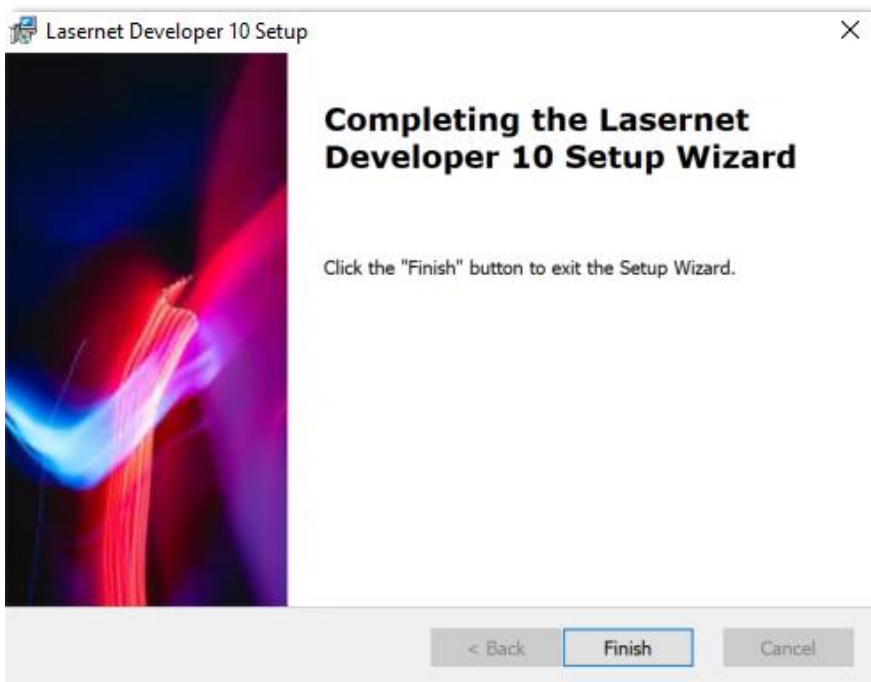 Lasernet Developer 10 Setup
Completing the Lasernet
Developer 10 Setup Wizard
Click the "Finish" button to exit the Setup Wizard.
< Back
Finish
Cancel